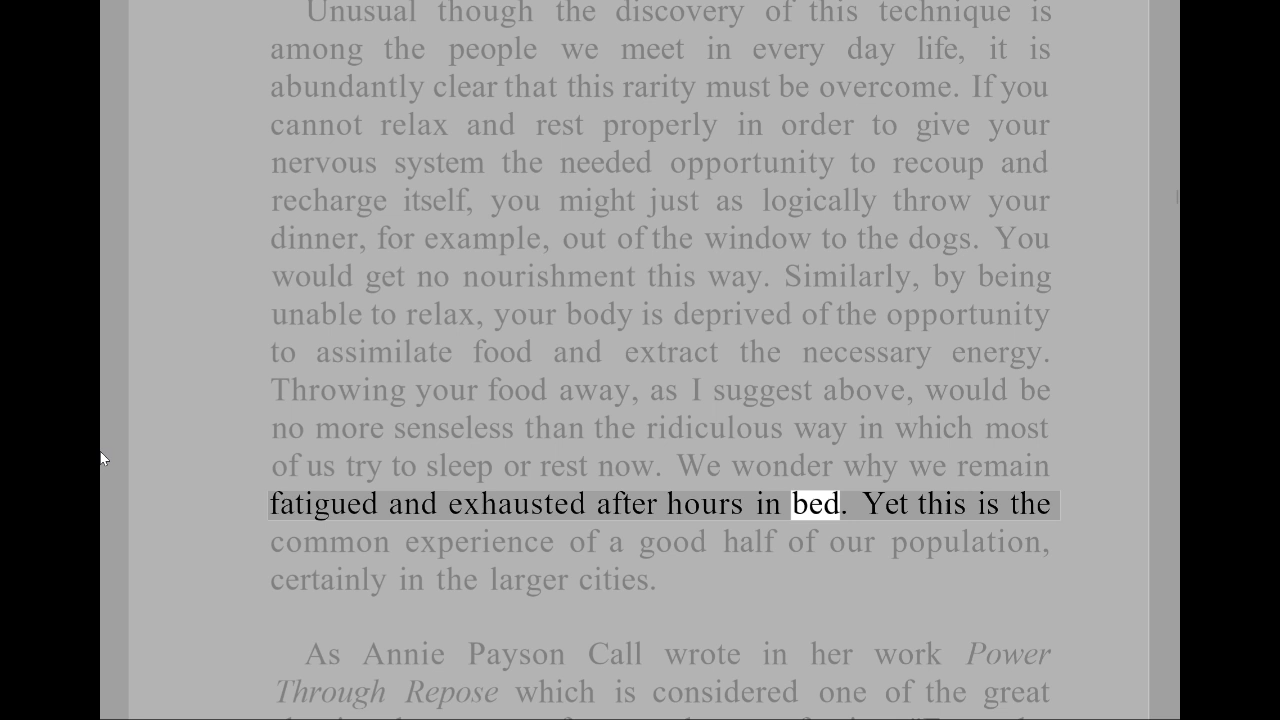 Unusual though the discovery of this technique is
among the people we meet in every day life, it is
abundantly clear that this rarity must be overcome. If you
cannot relax and rest properly in order to give your
nervous system the needed opportunity to recoup and
recharge itself, you might just as logically throw your
dinner, for example, out of the window to the dogs. You
would get no nourishment this way. Similarly, by being
unable to relax, your body is deprived of the opportunity
to assimilate food and extract the necessary energy.
Throwing your food away, as I suggest above, would be
no more senseless than the ridiculous way in which most
of us try to sleep or rest now. We wonder why we remain
fatigued and exhausted after hours in bed. Yet this is the
common experience of a good half of our population,
certainly in the larger cities.
As Annie Payson Call wrote in her work Power
Through Repose which is considered one of the great